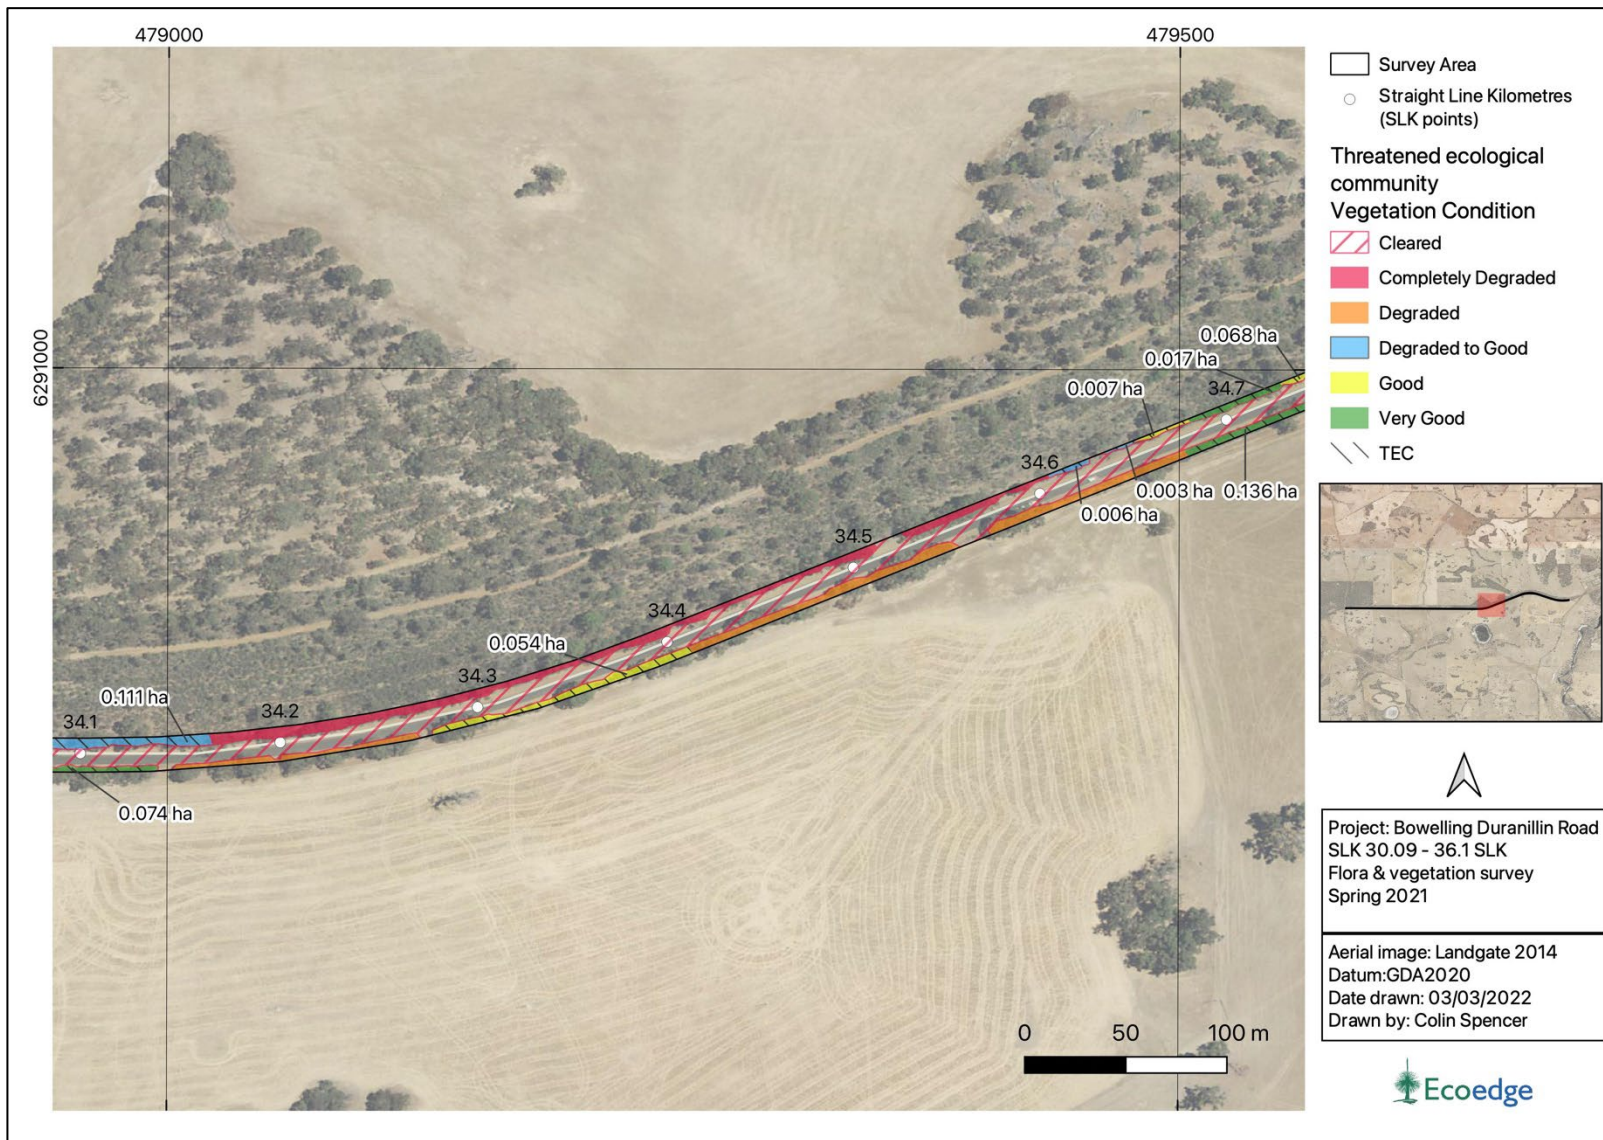 479000
479500
6291000
0.068 ha
0.017 ha
34.7
0.007 ha
34.6
0.003 ha
0.136 ha
0.006 ha
34.5
34.4
0.054 ha
34.3
0.111 ha
34.2
34.1
0.074 ha
0 50 100 m
Survey Area
Straight Line Kilometres
(SLK points)
Threatened ecological
community
Vegetation Condition
Cleared
Completely Degraded
Degraded
Degraded to Good
Good
Very Good
TEC
Project: Bowelling Duranillin Road
SLK 30.09 - 36.1 SLK
Flora & vegetation survey
Spring 2021
Aerial image: Landgate 2014
Datum:GDA2020
Date drawn: 03/03/2022
Drawn by: Colin Spencer
Ecoedge